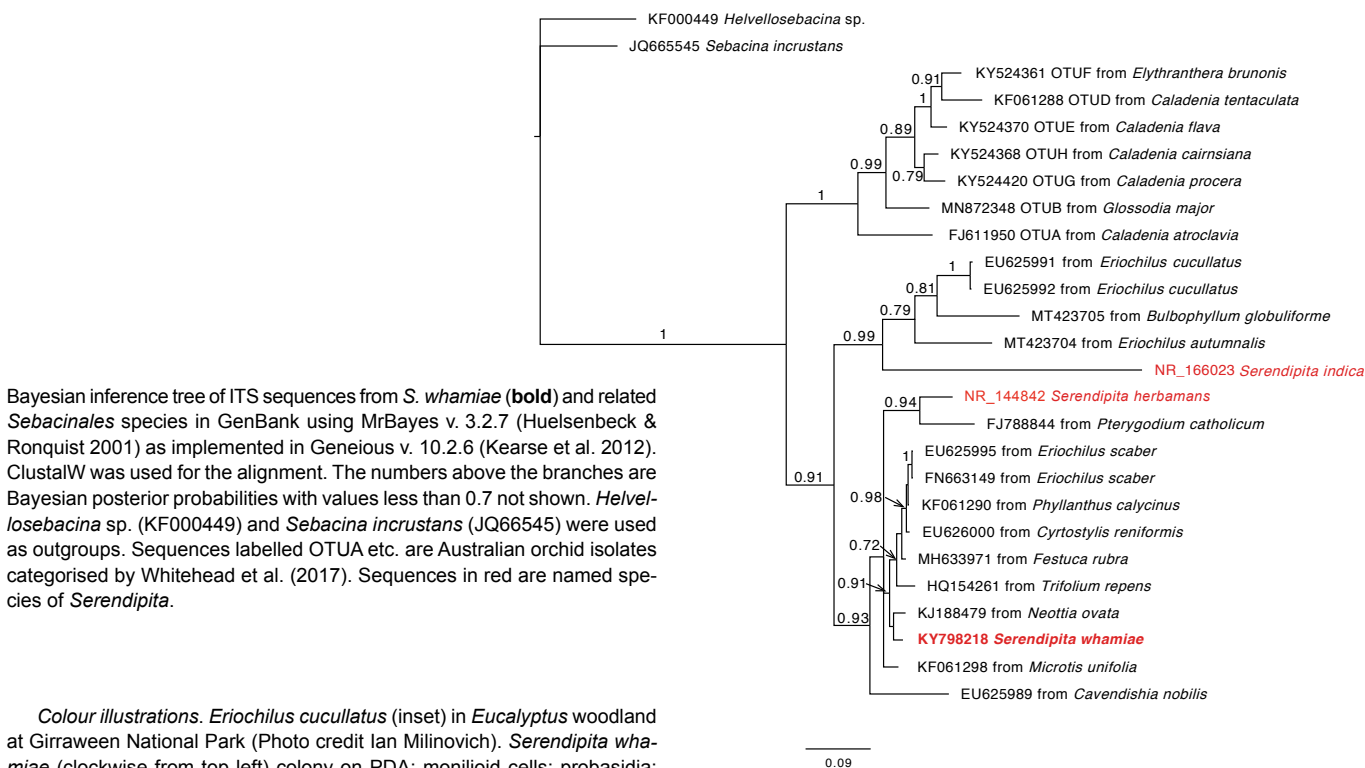 KF000449 Helvellosebacina sp.
JQ665545 Sebacina incrustans
KY524361 OTUF from Elythranthera brunonis
0.91
KF061288 OTUD from Caladenia tentaculata
1
KY524370 OTUE from Caladenia flava
0.89
KY524368 OTUH from Caladenia cairnsiana
0.79
KY524420 OTUG from Caladenia procera
0.99
MN872348 OTUB from Glossodia major
1
FJ611950 OTUA from Caladenia atroclavia
EU625991 from Eriochilus cucullatus
1
EU625992 from Eriochilus cucullatus
0.81
MT423705 from Bulbophyllum globuliforme
0.79
MT423704 from Eriochilus autumnalis
0.99
1
NR_166023 Serendipita indica
NR_144842 Serendipita herbamans
0.94
FJ788844 from Pterygodium catholicum
EU625995 from Eriochilus scaber
1
FN663149 from Eriochilus scaber
0.91
0.98
KF061290 from Phyllanthus calycinus
EU626000 from Cyrtostylis reniformis
0.72
MH633971 from Festuca rubra
0.91
HQ154261 from Trifolium repens
KJ188479 from Neottia ovata
0.93
KY798218 Serendipita whamiae
KF061298 from Microtis unifolia
EU625989 from Cavendishia nobilis
0.09
Bayesian inference tree of ITS sequences from S. whamiae (bold) and related
Sebacinales species in GenBank using MrBayes v. 3.2.7 (Huelsenbeck &
Ronquist 2001) as implemented in Geneious v. 10.2.6 (Kearse et al. 2012).
ClustalW was used for the alignment. The numbers above the branches are
Bayesian posterior probabilities with values less than 0.7 not shown. Helvel-
losebacina sp. (KF000449) and Sebacina incrustans (JQ66545) were used
as outgroups. Sequences labelled OTUA etc. are Australian orchid isolates
categorised by Whitehead et al. (2017). Sequences in red are named spe-
cies of Serendipita.
Colour illustrations. Eriochilus cucullatus (inset) in Eucalyptus woodland
at Girraween National Park (Photo credit Ian Milinovich). Serendipita wha-
miae (clockwise from top left) colony on PDA; monilioid cells; probasidia;